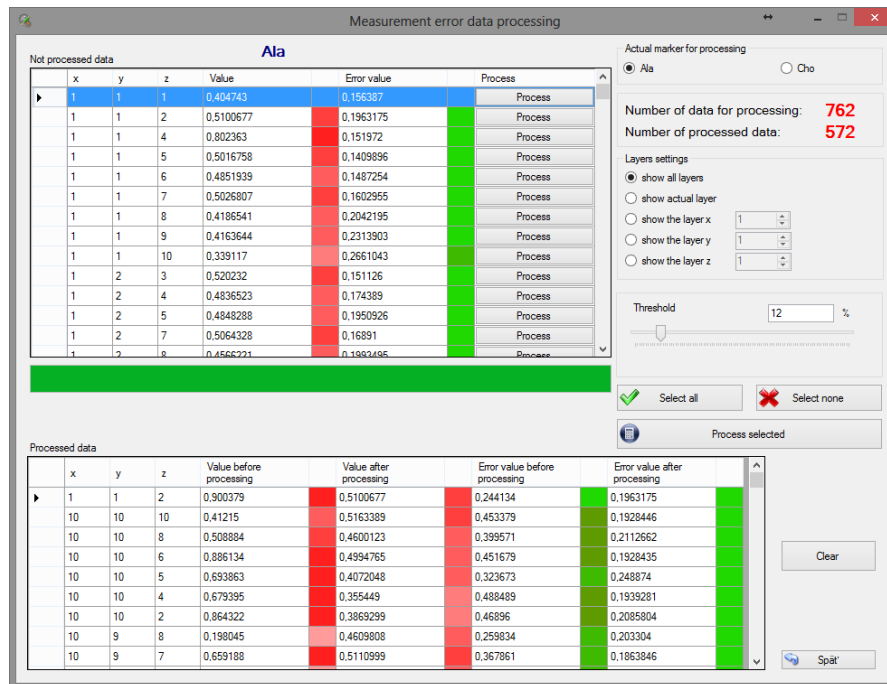 Measurement error data processing
Not processed data
Ala
x y z Value Error value Process
1 1 1 0,404743 0,156387 Process
1 1 2 0,5100677 0,1963175 Process
1 1 4 0,802363 0,151972 Process
1 1 5 0,5016758 0,1409896 Process
1 1 6 0,4851939 0,1487254 Process
1 1 7 0,5026807 0,1602955 Process
1 1 8 0,4186541 0,2042195 Process
1 1 9 0,4163644 0,2313903 Process
1 1 10 0,339117 0,2661043 Process
1 2 3 0,520232 0,151126 Process
1 2 4 0,4836523 0,174389 Process
1 2 5 0,4848288 0,1950926 Process
1 2 7 0,5064328 0,16891 Process
1 2 8 0,4566221 0,1993495 Process
Actual marker for processing
Ala Cho
Number of data for processing: 762
Number of processed data: 572
Layers settings
show all layers
show actual layer
show the layer x 1
show the layer y 1
show the layer z 1
Threshold 12 %
Select all Select none
Process selected
Processed data
x y z Value before processing Value after processing Error value before processing Error value after processing
1 1 2 0,900379 0,5100677 0,244134 0,1963175
10 10 10 0,41215 0,5163389 0,453379 0,1928446
10 10 8 0,508884 0,4600123 0,399571 0,2112662
10 10 6 0,886134 0,4994765 0,451679 0,1928435
10 10 5 0,693863 0,4072048 0,323673 0,248874
10 10 4 0,679395 0,355449 0,488489 0,1939281
10 10 2 0,864322 0,3869299 0,46896 0,2085804
10 9 8 0,198045 0,4609808 0,259834 0,203304
10 9 7 0,659188 0,5110999 0,367861 0,1863846
Clear
Späť